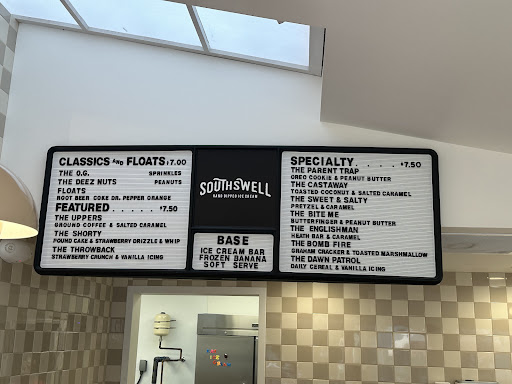 CLASSICS AND FLOATS $7.00
THE O.G. SPRINKLES
THE DEEZ NUTS PEANUTS
FLOATS
ROOT BEER COKE DR. PEPPER ORANGE
FEATURED . . . . . $7.50
THE UPPERS
GROUND COFFEE & SALTED CARAMEL
THE SHORTY
POUND CAKE & STRAWBERRY DRIZZLE & WHIP
THE THROWBACK
STRAWBERRY CRUNCH & VANILLA ICING
SOUTHSWELL
HAND DIPPED ICE CREAM
BASE
ICE CREAM BAR
FROZEN BANANA
SOFT SERVE
SPECIALTY . . . . . $7.50
THE PARENT TRAP
OREO COOKIE & PEANUT BUTTER
THE CASTAWAY
TOASTED COCONUT & SALTED CARAMEL
THE SWEET & SALTY
PRETZEL & CARAMEL
THE BITE ME
BUTTERFINGER & PEANUT BUTTER
THE ENGLISHMAN
HEATH BAR & CARAMEL
THE BOMB FIRE
GRAHAM CRACKER & TOASTED MARSHMALLOW
THE DAWN PATROL
DAILY CEREAL & VANILLA ICING